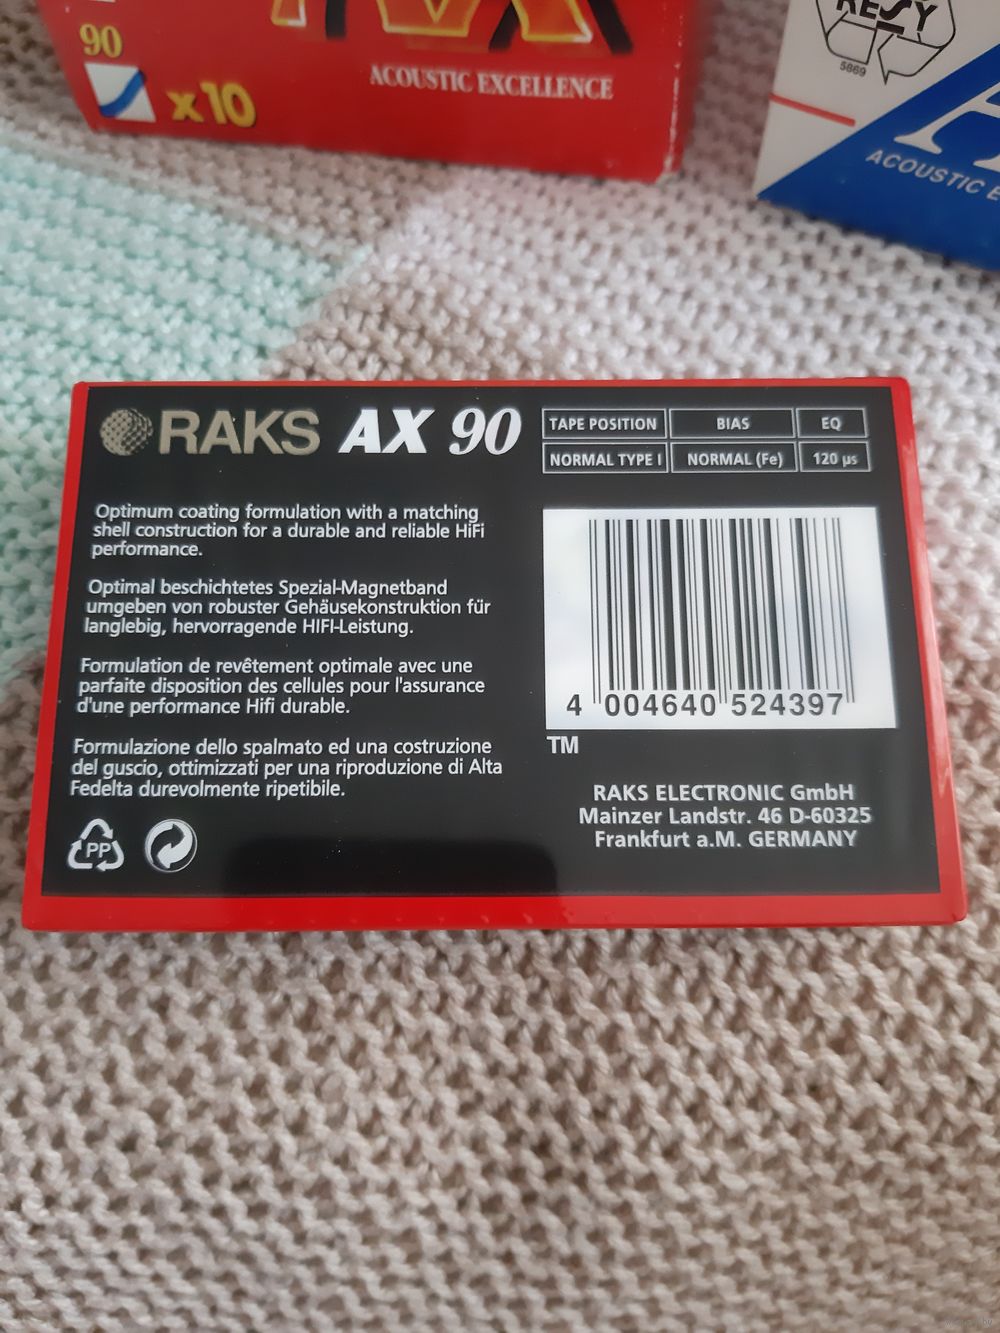 90
x10
ACOUSTIC EXCELLENCE
RESY
5869
ACOUSTIC
RAKS AX 90
TAPE POSITION BIAS EQ
NORMAL TYPE I NORMAL (Fe) 120 µs
Optimum coating formulation with a matching
shell construction for a durable and reliable HiFi
performance.
Optimal beschichtetes Spezial-Magnetband
umgeben von robuster Gehäusekonstruktion für
langlebig, hervorragende HIFI-Leistung.
Formulation de revêtement optimale avec une
parfaite disposition des cellules pour l'assurance
d'une performance Hifi durable.
Formulazione dello spalmato ed una costruzione
del guscio, ottimizzati per una riproduzione di Alta
Fedelta durevolmente ripetibile.
PP
4 004640 524397
TM
RAKS ELECTRONIC GmbH
Mainzer Landstr. 46 D-60325
Frankfurt a.M. GERMANY